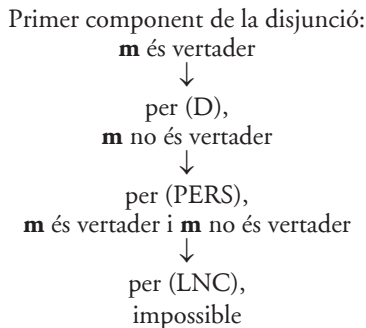 Primer component de la disjunció:
m és vertader
↓
per (D),
m no és vertader
↓
per (PERS),
m és vertader i m no és vertader
↓
per (LNC),
impossible